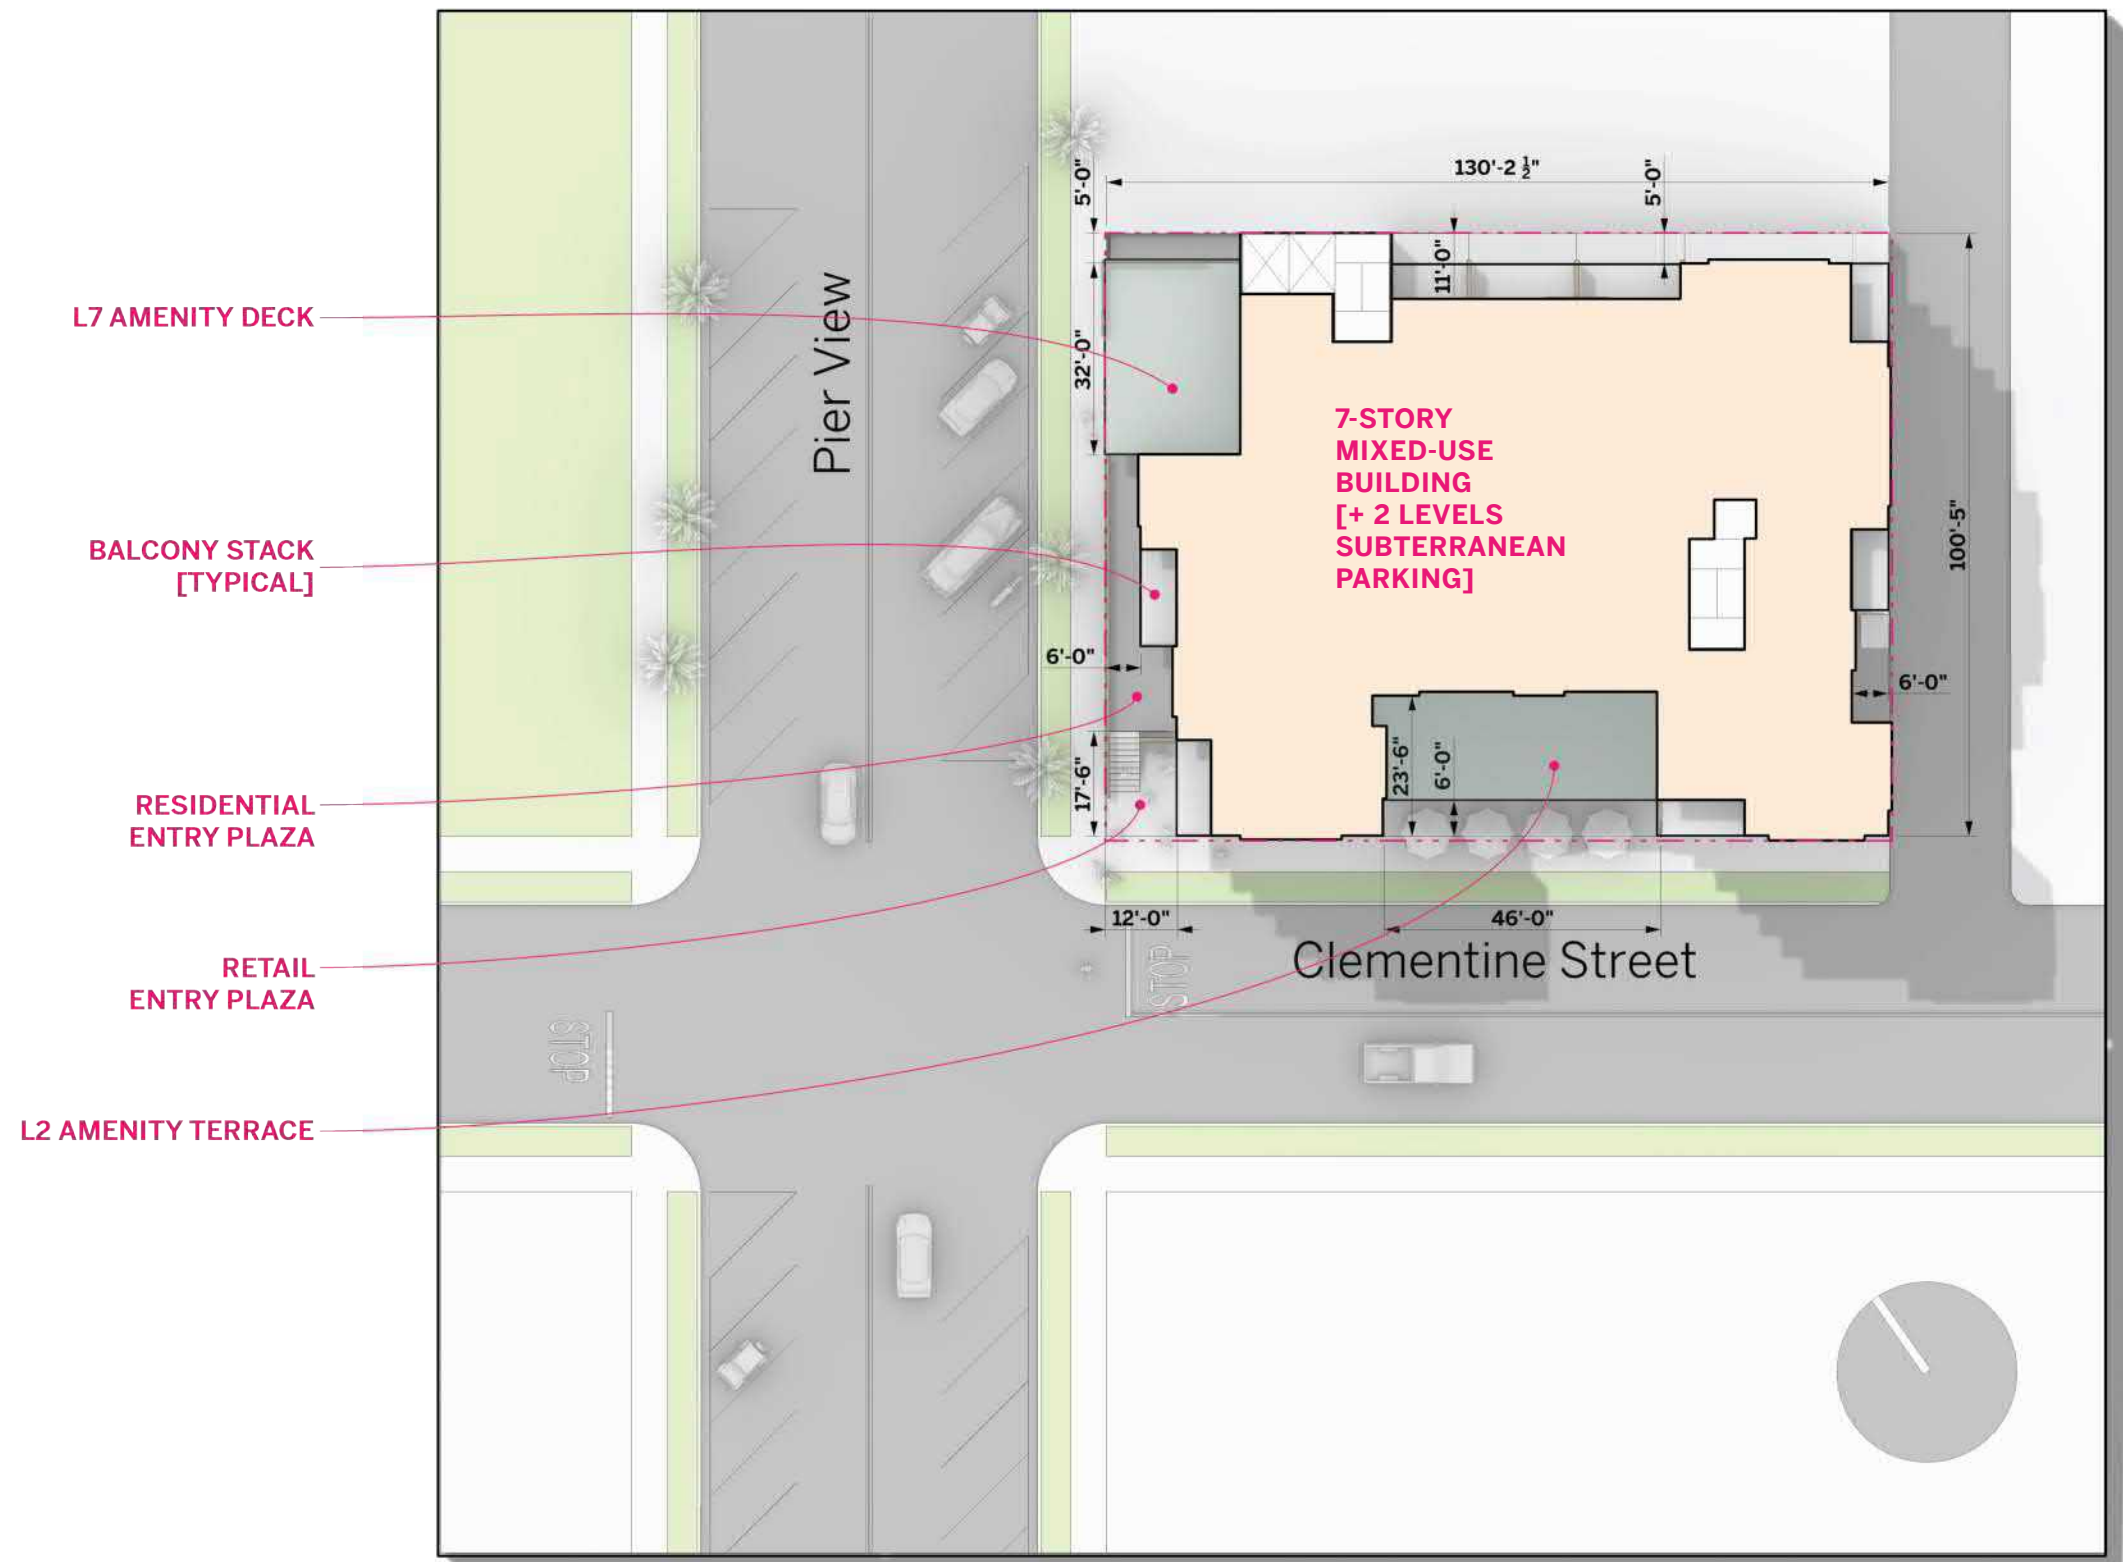 130'-2 ½"
5'-0"
5'-0"
11'-0"
L7 AMENITY DECK
32'-0"
Pier View
7-STORY
MIXED-USE
BUILDING
[+ 2 LEVELS
SUBTERRANEAN
PARKING]
100'-5"
BALCONY STACK
[TYPICAL]
6'-0"
6'-0"
23'-6"
6'-0"
17'-6"
RESIDENTIAL
ENTRY PLAZA
12'-0"
46'-0"
Clementine Street
RETAIL
ENTRY PLAZA
STOP
STOP
L2 AMENITY TERRACE